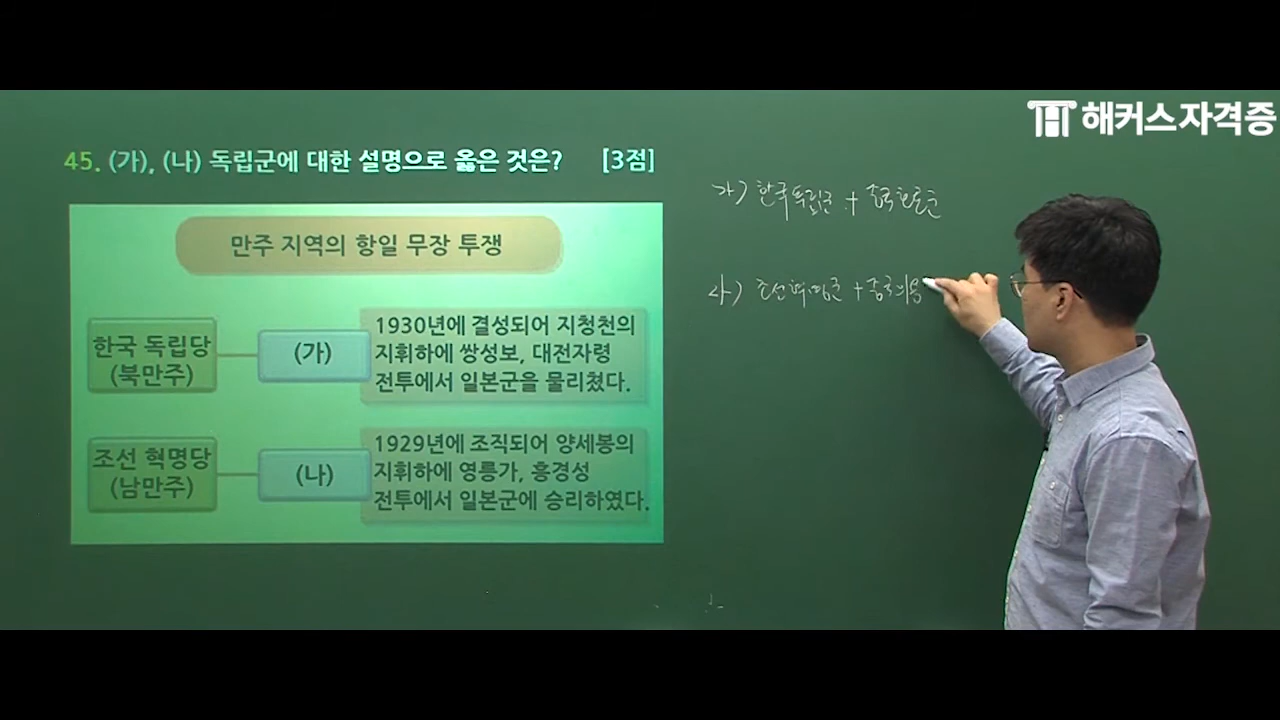 해커스자격증
45. (가), (나) 독립군에 대한 설명으로 옳은 것은? [3점]
만주 지역의 항일 무장 투쟁
한국 독립당
(북만주)
(가)
1930년에 결성되어 지청천의
지휘하에 쌍성보, 대전자령
전투에서 일본군을 물리쳤다.
조선 혁명당
(남만주)
(나)
1929년에 조직되어 양세봉의
지휘하에 영릉가, 흥경성
전투에서 일본군에 승리하였다.
가) 한국독립군 + 중국호로군
나) 조선혁명군 + 중국의용